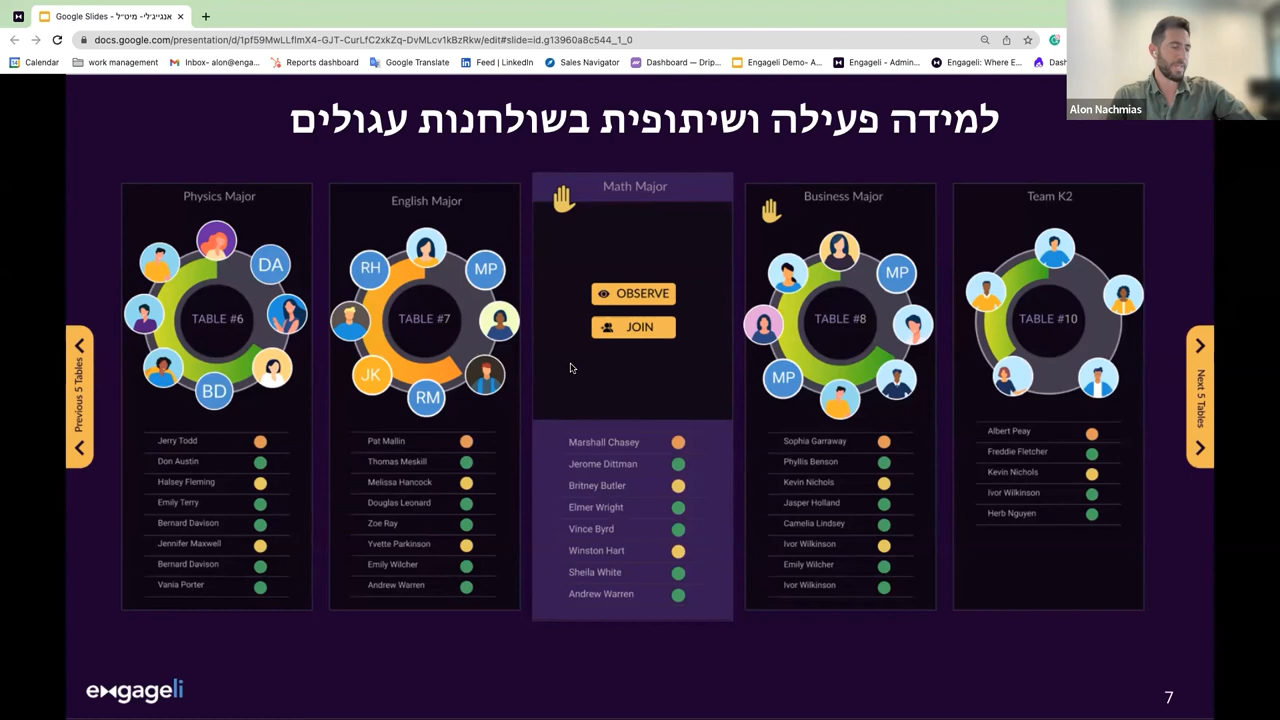 Google Slides - אנגייג'לי- מיט"ל
docs.google.com/presentation/d/1pf59MwLLflmX4-GJT-CurLfC2xkZq-DvMLcv1kBzRkw/edit#slide=id.g13960a8c544_1_0
Calendar
work management
Inbox- alon@enga...
Reports dashboard
Google Translate
Feed | LinkedIn
Sales Navigator
Dashboard — Drip...
Engageli Demo- A...
Engageli - Admin...
Engageli: Where E...
Das
Alon Nachmias
למידה פעילה ושיתופית בשולחנות עגולים
Previous 5 Tables
Physics Major
DA
TABLE #6
BD
Jerry Todd
Don Austin
Halsey Fleming
Emily Terry
Bernard Davison
Jennifer Maxwell
Bernard Davison
Vania Porter
English Major
RH
MP
TABLE #7
JK
RM
Pat Mallin
Thomas Meskill
Melissa Hancock
Douglas Leonard
Zoe Ray
Yvette Parkinson
Emily Wilcher
Andrew Warren
Math Major
OBSERVE
JOIN
Marshall Chasey
Jerome Dittman
Britney Butler
Elmer Wright
Vince Byrd
Winston Hart
Sheila White
Andrew Warren
Business Major
MP
TABLE #8
MP
Sophia Garraway
Phyllis Benson
Kevin Nichols
Jasper Holland
Camelia Lindsey
Ivor Wilkinson
Emily Wilcher
Ivor Wilkinson
Team K2
TABLE #10
Albert Peay
Freddie Fletcher
Kevin Nichols
Ivor Wilkinson
Herb Nguyen
Next 5 Tables
engageli
7